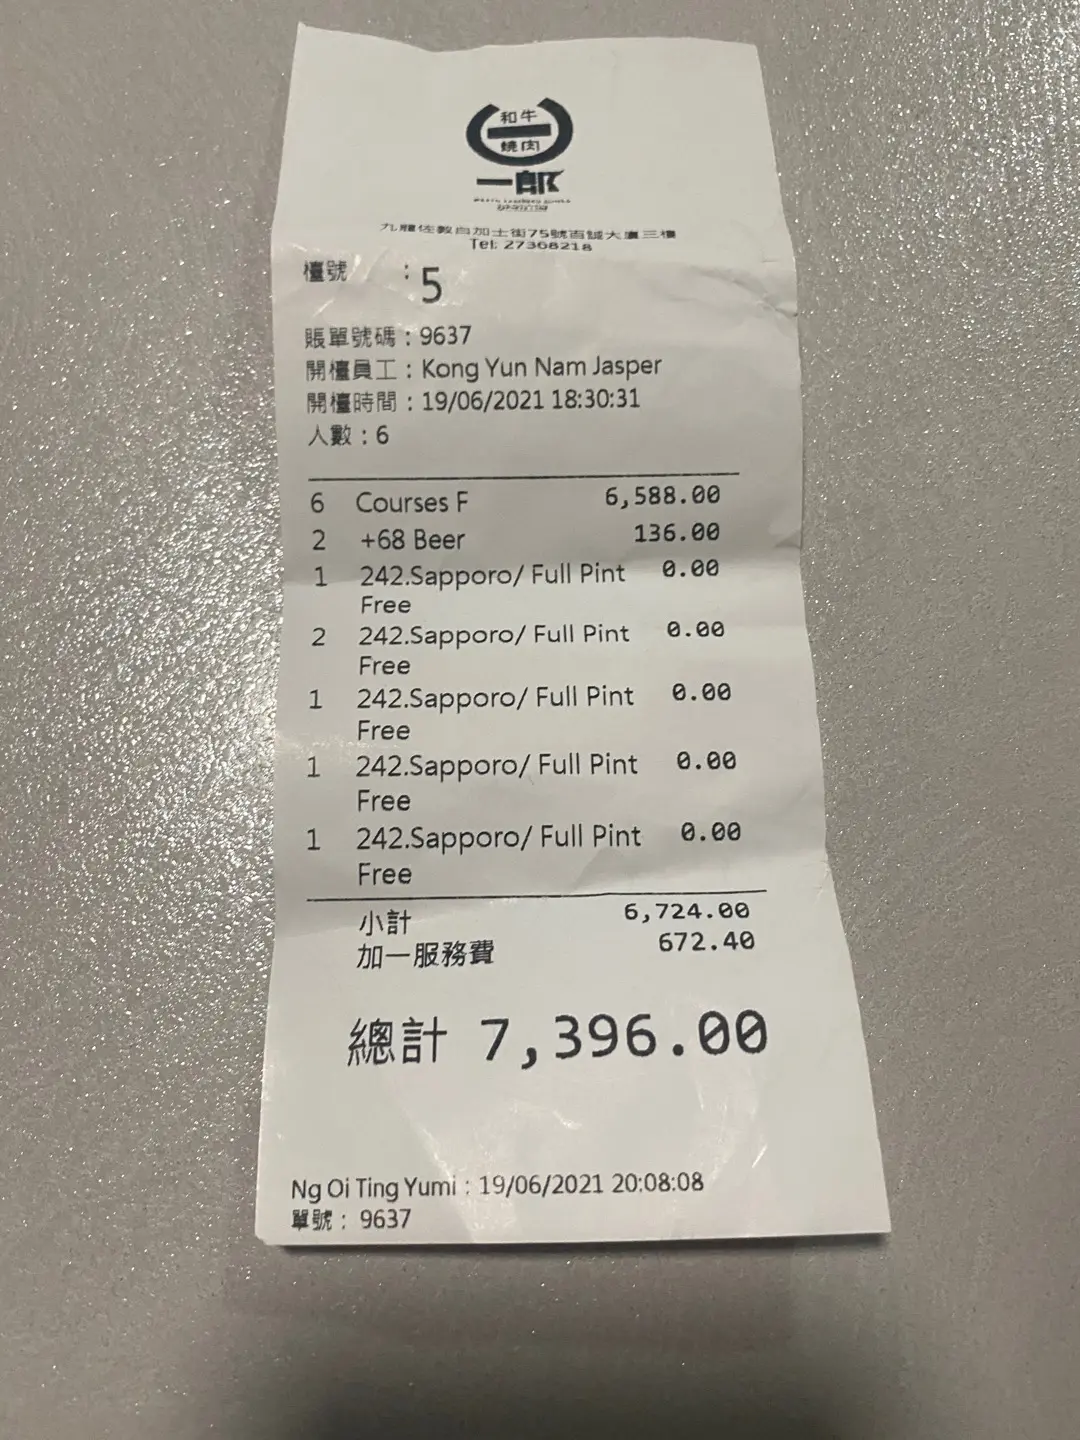 和牛
燒肉
一郎
九龍佐敦白加士街75號百誠大廈三樓
Tel: 27368218
檯號 : 5
賬單號碼 : 9637
開檯員工 : Kong Yun Nam Jasper
開檯時間 : 19/06/2021 18:30:31
人數 : 6
6 Courses F 6,588.00
2 +68 Beer 136.00
1 242.Sapporo/ Full Pint 0.00
Free
2 242.Sapporo/ Full Pint 0.00
Free
1 242.Sapporo/ Full Pint 0.00
Free
1 242.Sapporo/ Full Pint 0.00
Free
1 242.Sapporo/ Full Pint 0.00
Free
小計 6,724.00
加一服務費 672.40
總計 7,396.00
Ng Oi Ting Yumi : 19/06/2021 20:08:08
單號 : 9637